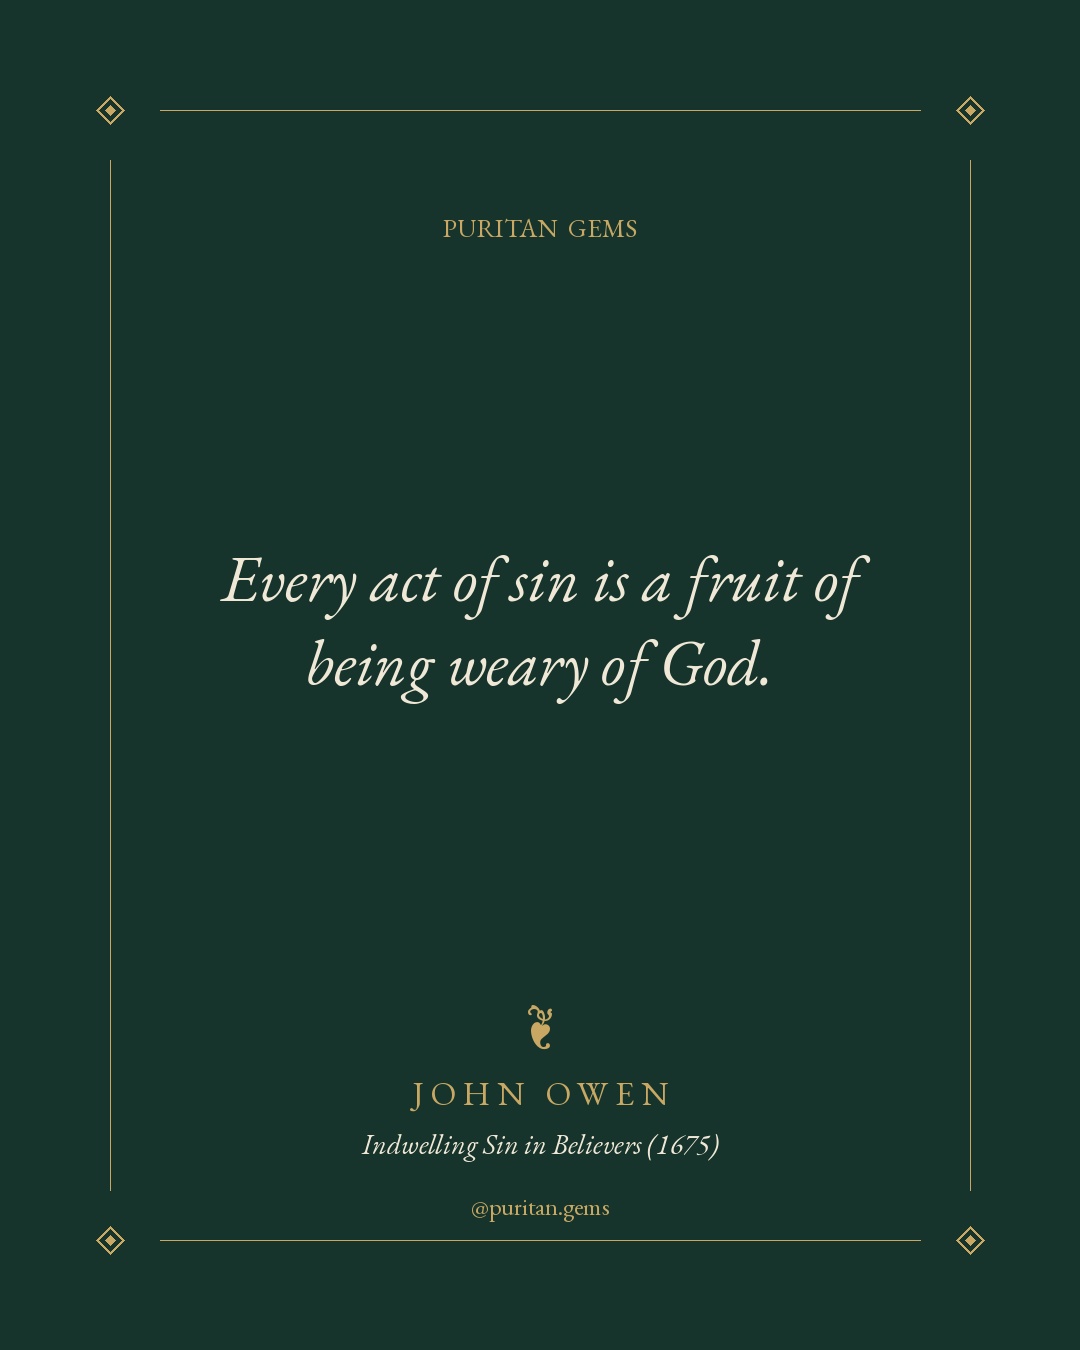 PURITAN GEMS
Every act of sin is a fruit of
being weary of God.
JOHN OWEN
Indwelling Sin in Believers (1675)
@puritan.gems